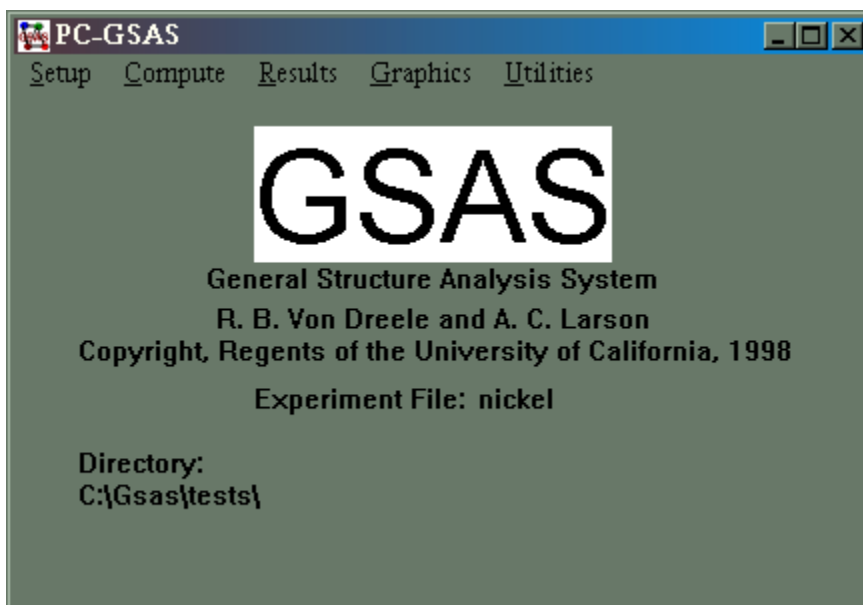 PC-GSAS
Setup Compute Results Graphics Utilities
GSAS
General Structure Analysis System
R. B. Von Dreele and A. C. Larson
Copyright, Regents of the University of California, 1998
Experiment File: nickel
Directory:
C:\Gsas\tests\